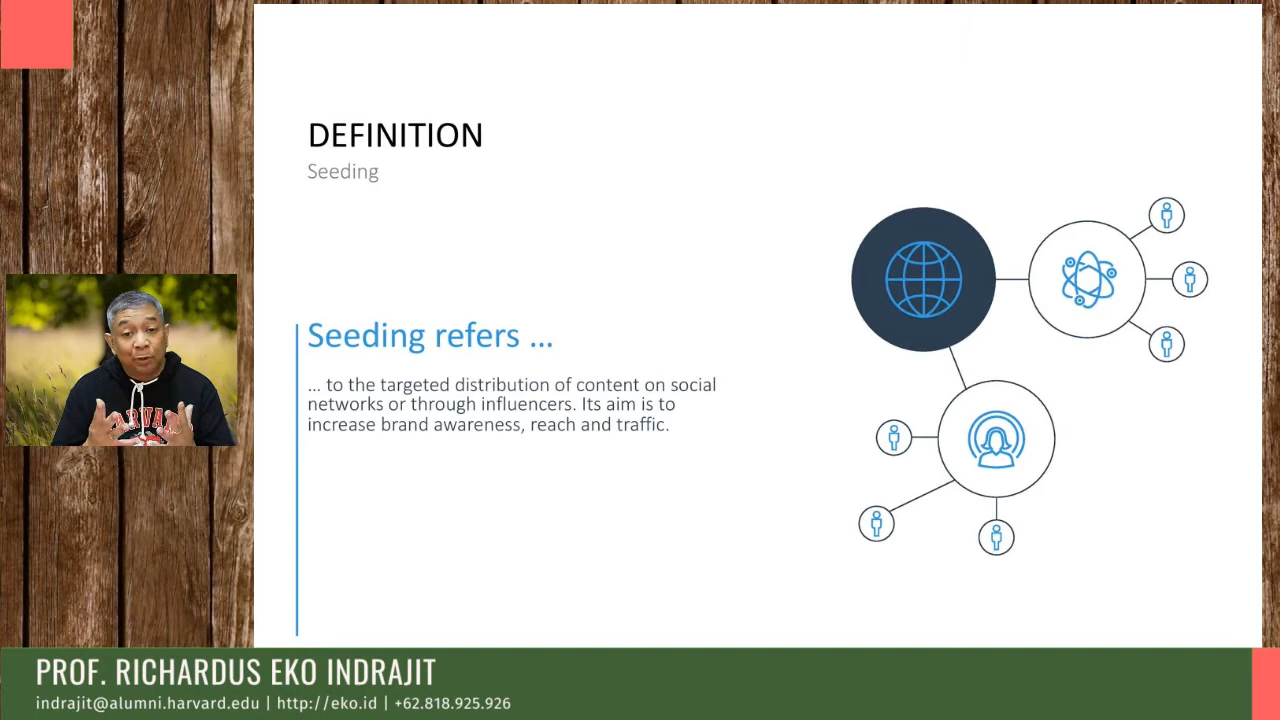 DEFINITION
Seeding
Seeding refers ...
... to the targeted distribution of content on social
networks or through influencers. Its aim is to
increase brand awareness, reach and traffic.
HARVARD
PROF. RICHARDUS EKO INDRAJIT
indrajit@alumni.harvard.edu | http://eko.id | +62.818.925.926